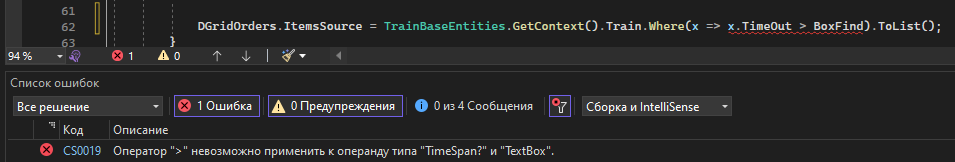 61
62 DGridOrders.ItemsSource = TrainBaseEntities.GetContext().Train.Where(x => x.TimeOut > BoxFind).ToList();
63 }
94 % 1 0
Список ошибок
Все решение 1 Ошибка 0 Предупреждения 0 из 4 Сообщения Сборка и IntelliSense
Код Описание
CS0019 Оператор ">" невозможно применить к операнду типа "TimeSpan?" и "TextBox".